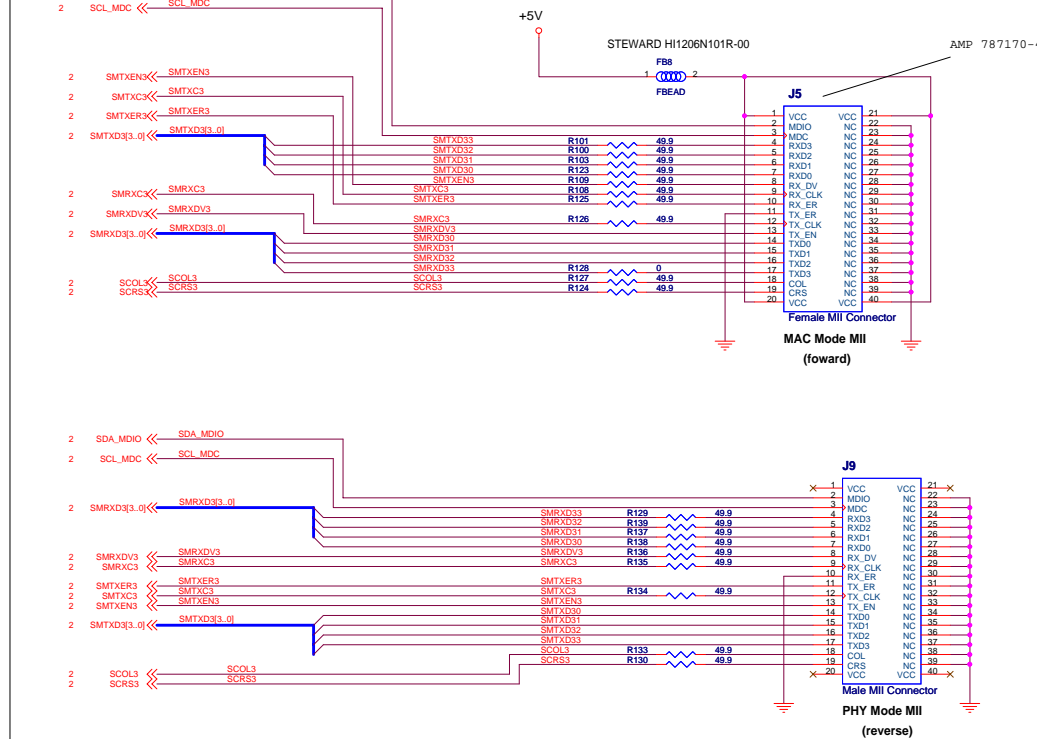 2 SCL_MDC SCL_MDC
+5V
STEWARD HI1206N101R-00
AMP 787170-4
FB8
1 2
FBEAD
J5
2 SMTXEN3 SMTXEN3
2 SMTXC3 SMTXC3
2 SMTXER3 SMTXER3
2 SMTXD3[3..0] SMTXD3[3..0]
2 SMRXC3 SMRXC3
2 SMRXDV3 SMRXDV3
2 SMRXD3[3..0] SMRXD3[3..0]
2 SCOL3 SCOL3
2 SCRS3 SCRS3
1 VCC VCC 21
2 MDIO NC 22
3 MDC NC 23
SMTXD33 R101 49.9 4 RXD3 NC 24
SMTXD32 R100 49.9 5 RXD2 NC 25
SMTXD31 R103 49.9 6 RXD1 NC 26
SMTXD30 R123 49.9 7 RXD0 NC 27
SMTXEN3 R109 49.9 8 RX_DV NC 28
SMTXC3 R108 49.9 9 RX_CLK NC 29
SMTXER3 R125 49.9 10 RX_ER NC 30
11 TX_ER NC 31
SMRXC3 R126 49.9 12 TX_CLK NC 32
SMRXDV3 13 TX_EN NC 33
SMRXD30 14 TXD0 NC 34
SMRXD31 15 TXD1 NC 35
SMRXD32 16 TXD2 NC 36
SMRXD33 R128 0 17 TXD3 NC 37
SCOL3 R127 49.9 18 COL NC 38
SCRS3 R124 49.9 19 CRS NC 39
20 VCC VCC 40
Female MII Connector
MAC Mode MII
(foward)
2 SDA_MDIO SDA_MDIO
2 SCL_MDC SCL_MDC
2 SMRXD3[3..0] SMRXD3[3..0]
2 SMRXDV3 SMRXDV3
2 SMRXC3 SMRXC3
2 SMTXER3 SMTXER3
2 SMTXC3 SMTXC3
2 SMTXEN3 SMTXEN3
2 SMTXD3[3..0] SMTXD3[3..0]
2 SCOL3 SCOL3
2 SCRS3 SCRS3
J9
1 VCC VCC 21
2 MDIO NC 22
3 MDC NC 23
SMRXD33 R129 49.9 4 RXD3 NC 24
SMRXD32 R139 49.9 5 RXD2 NC 25
SMRXD31 R137 49.9 6 RXD1 NC 26
SMRXD30 R138 49.9 7 RXD0 NC 27
SMRXDV3 R136 49.9 8 RX_DV NC 28
SMRXC3 R135 49.9 9 RX_CLK NC 29
10 RX_ER NC 30
SMTXER3 11 TX_ER NC 31
SMTXC3 R134 49.9 12 TX_CLK NC 32
SMTXEN3 13 TX_EN NC 33
SMTXD30 14 TXD0 NC 34
SMTXD31 15 TXD1 NC 35
SMTXD32 16 TXD2 NC 36
SMTXD33 17 TXD3 NC 37
SCOL3 R133 49.9 18 COL NC 38
SCRS3 R130 49.9 19 CRS NC 39
20 VCC VCC 40
Male MII Connector
PHY Mode MII
(reverse)